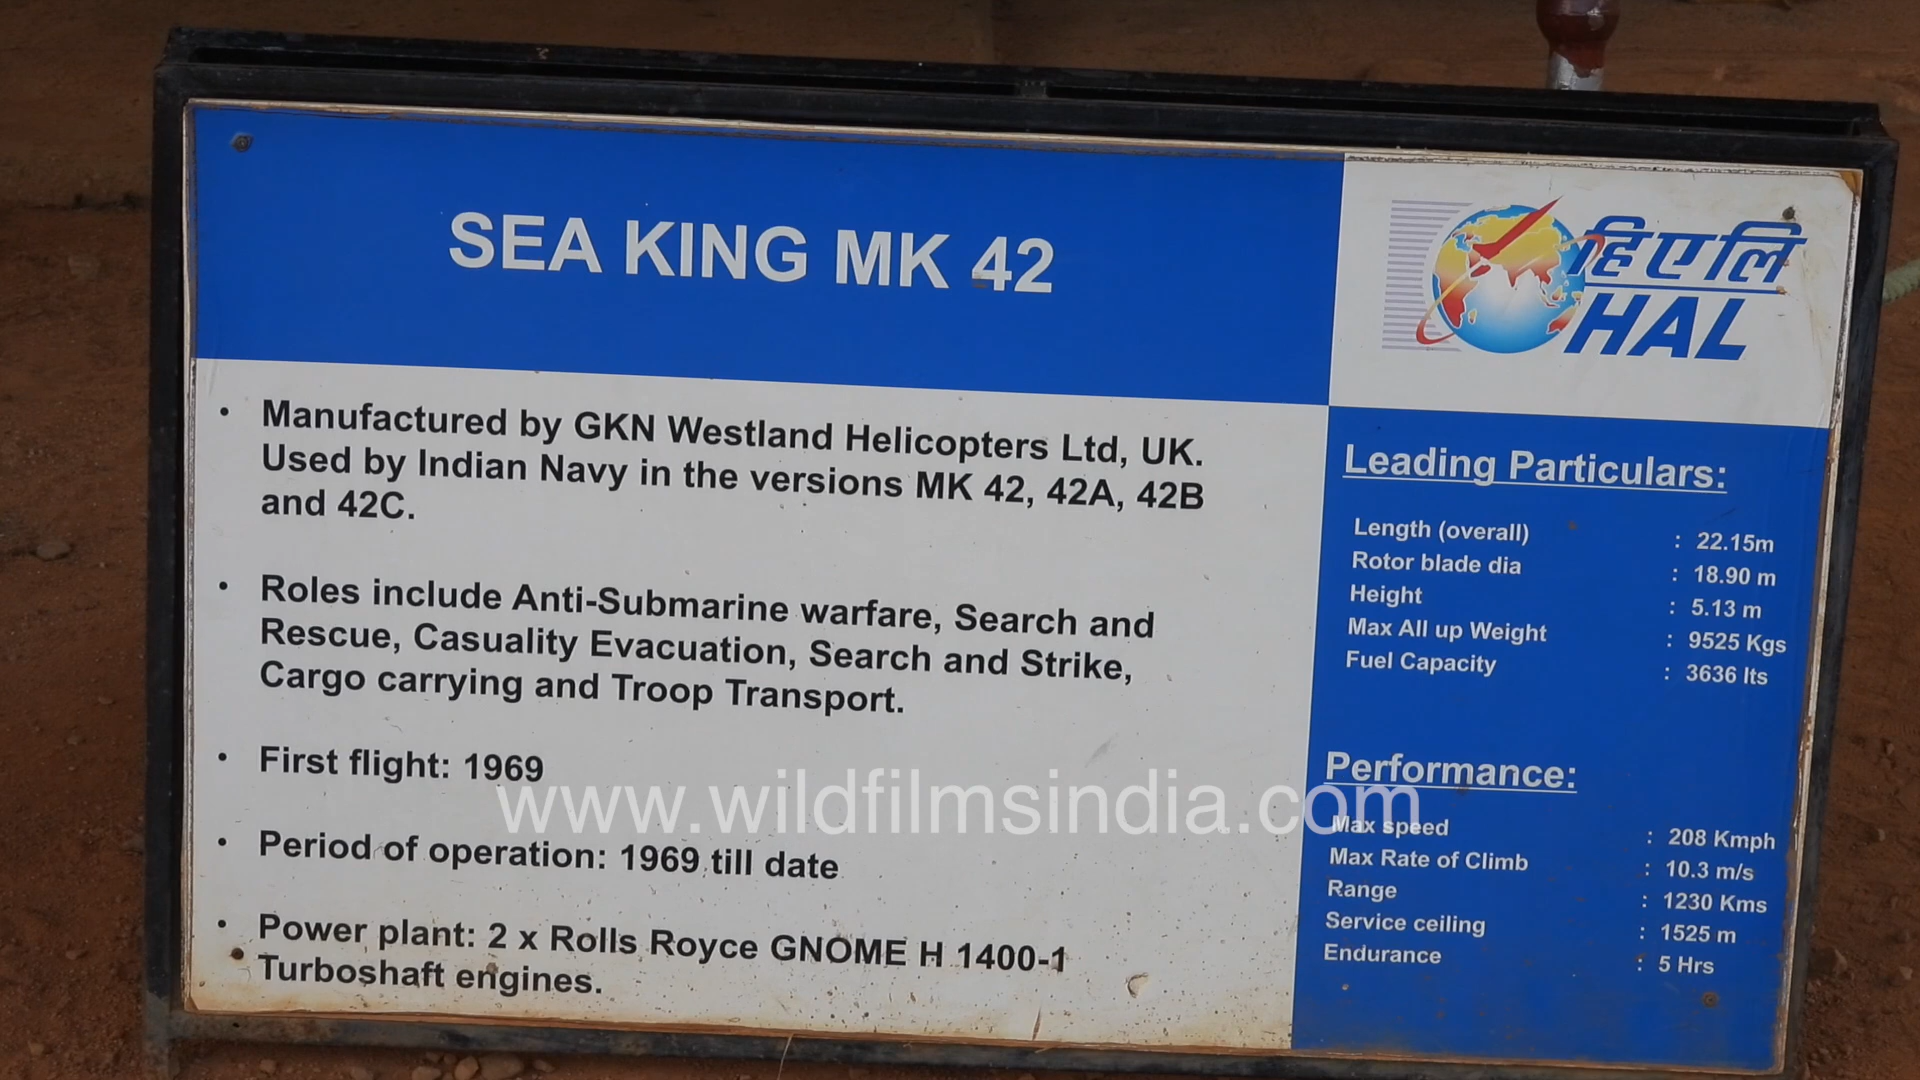 SEA KING MK 42
हिएलि
HAL
• Manufactured by GKN Westland Helicopters Ltd, UK.
Used by Indian Navy in the versions MK 42, 42A, 42B
and 42C.
• Roles include Anti-Submarine warfare, Search and
Rescue, Casuality Evacuation, Search and Strike,
Cargo carrying and Troop Transport.
• First flight: 1969
• Period of operation: 1969 till date
• Power plant: 2 x Rolls Royce GNOME H 1400-1
Turboshaft engines.
Leading Particulars:
Length (overall) : 22.15m
Rotor blade dia : 18.90 m
Height : 5.13 m
Max All up Weight : 9525 Kgs
Fuel Capacity : 3636 lts
Performance:
Max speed : 208 Kmph
Max Rate of Climb : 10.3 m/s
Range : 1230 Kms
Service ceiling : 1525 m
Endurance : 5 Hrs
www.wildfilmsindia.com